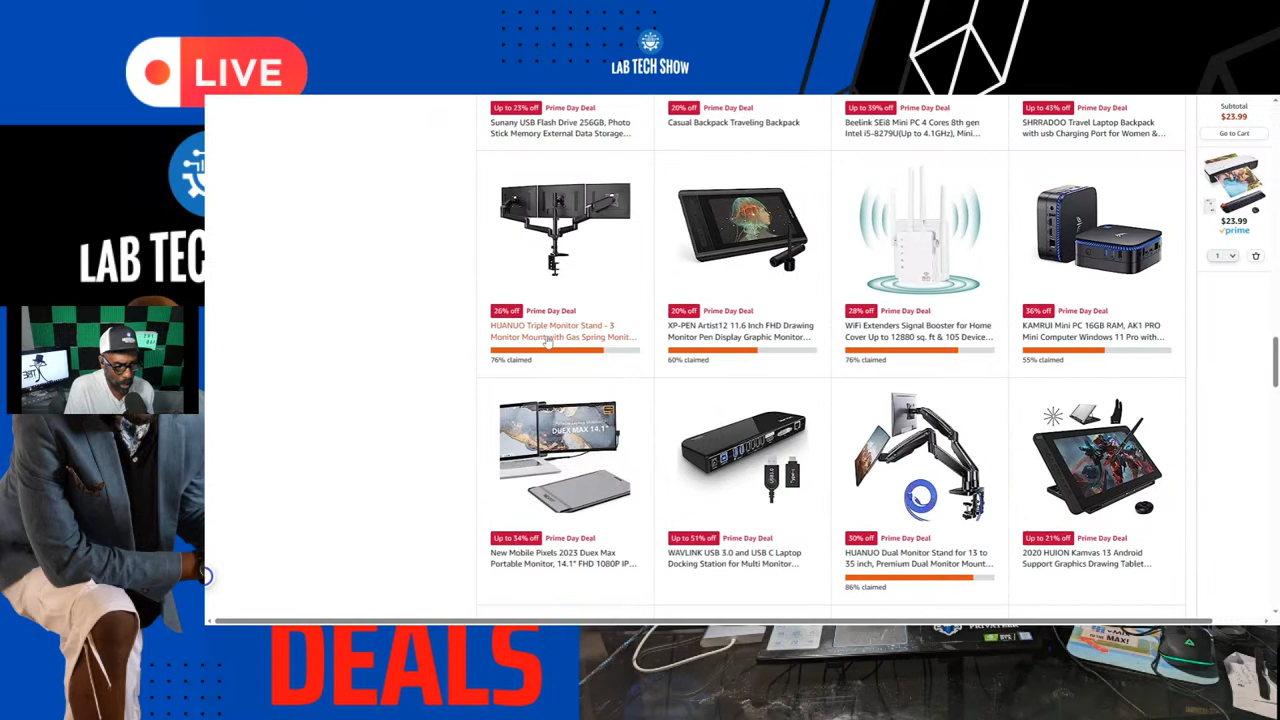 LIVE
LAB TECH SHOW
LAB TEC
Up to 23% off Prime Day Deal
Sunany USB Flash Drive 256GB, Photo
Stick Memory External Data Storage...
20% off Prime Day Deal
Casual Backpack Traveling Backpack
Up to 39% off Prime Day Deal
Beelink SEi8 Mini PC 4 Cores 8th gen
Intel i5-8279U(Up to 4.1GHz), Mini...
Up to 43% off Prime Day Deal
SHRRADOO Travel Laptop Backpack
with usb Charging Port for Women &...
Subtotal
$23.99
Go to Cart
$23.99
prime
1
26% off Prime Day Deal
HUANUO Triple Monitor Stand - 3
Monitor Mount with Gas Spring Monit...
76% claimed
20% off Prime Day Deal
XP-PEN Artist12 11.6 Inch FHD Drawing
Monitor Pen Display Graphic Monitor...
60% claimed
28% off Prime Day Deal
WiFi Extenders Signal Booster for Home
Cover Up to 12880 sq. ft & 105 Device...
76% claimed
36% off Prime Day Deal
KAMRUI Mini PC 16GB RAM, AK1 PRO
Mini Computer Windows 11 Pro with...
55% claimed
DUEX MAX 14.1"
USB3.0
Up to 34% off Prime Day Deal
New Mobile Pixels 2023 Duex Max
Portable Monitor, 14.1" FHD 1080P IP...
Up to 51% off Prime Day Deal
WAVLINK USB 3.0 and USB C Laptop
Docking Station for Multi Monitor...
30% off Prime Day Deal
HUANUO Dual Monitor Stand for 13 to
35 inch, Premium Dual Monitor Mount...
86% claimed
Up to 21% off Prime Day Deal
2020 HUION Kamvas 13 Android
Support Graphics Drawing Tablet...
DEALS
TO THE MAX!